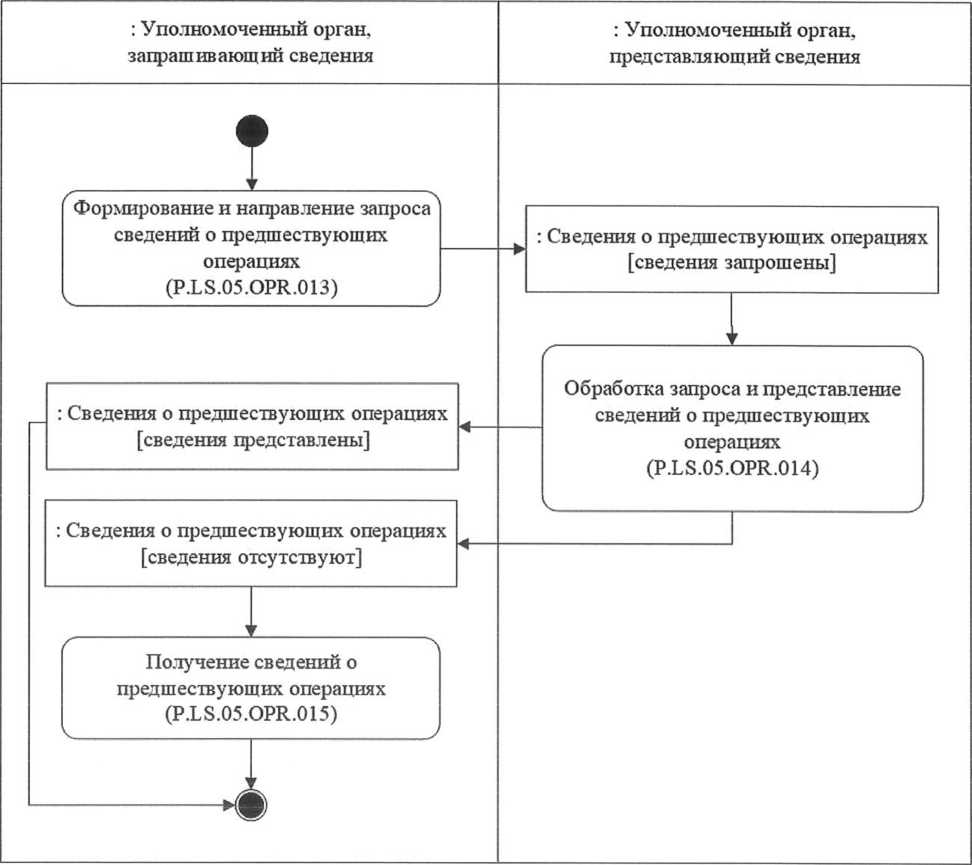 : Уполномоченный орган,
запрашивающий сведения
: Уполномоченный орган,
представляющий сведения
Формирование и направление запроса
сведений о предшествующих
операциях
(P.LS.05.OPR.013)
: Сведения о предшествующих операциях
[сведения запрошены]
Обработка запроса и представление
сведений о предшествующих
операциях
(P.LS.05.OPR.014)
: Сведения о предшествующих операциях
[сведения представлены]
: Сведения о предшествующих операциях
[сведения отсутствуют]
Получение сведений о
предшествующих операциях
(P.LS.05.OPR.015)